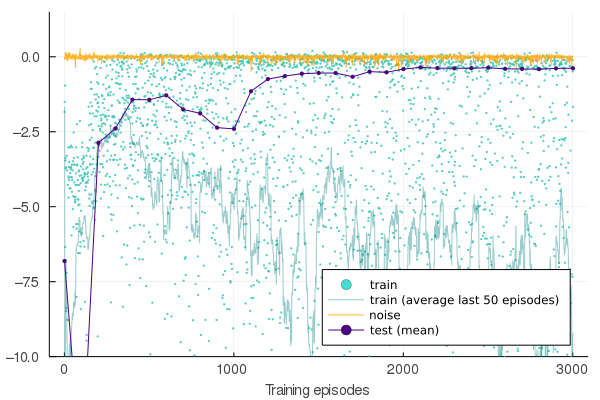 0.0
−2.5
−5.0
−7.5
−10.0
0
1000
2000
3000
Training episodes
train
train (average last 50 episodes)
noise
test (mean)